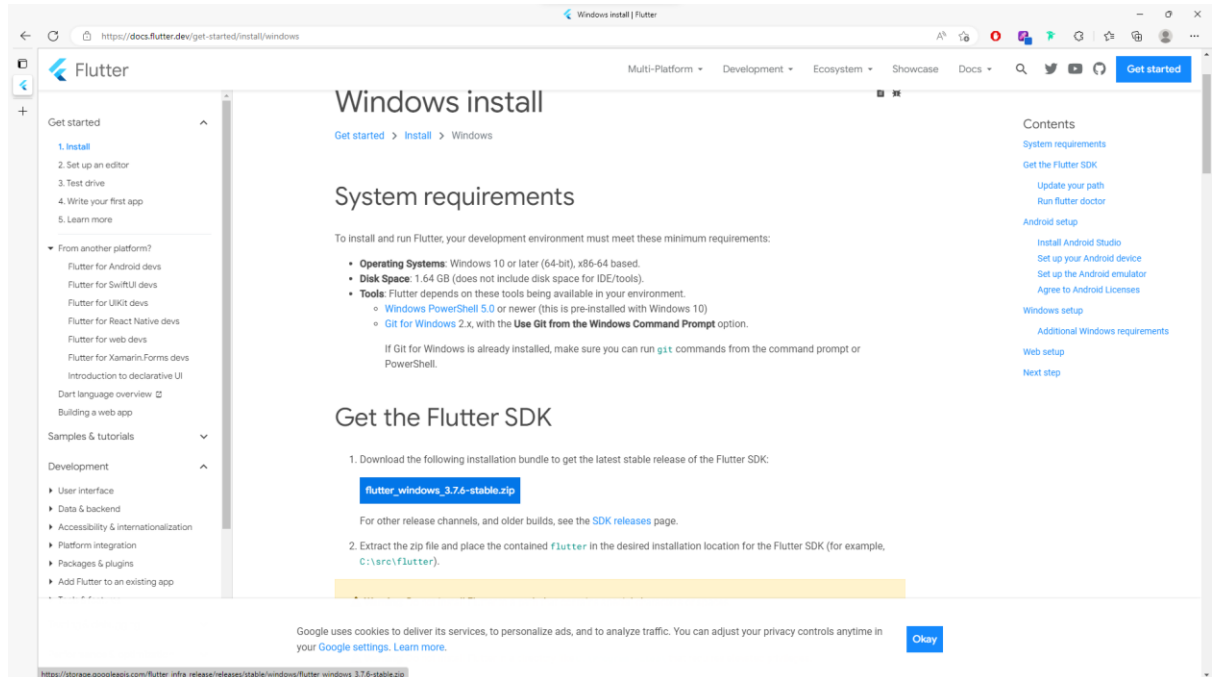 Windows install | Flutter
https://docs.flutter.dev/get-started/install/windows
Flutter
Multi-Platform
Development
Ecosystem
Showcase
Docs
Get started
Get started
1. Install
2. Set up an editor
3. Test drive
4. Write your first app
5. Learn more
From another platform?
Flutter for Android devs
Flutter for SwiftUI devs
Flutter for UIKit devs
Flutter for React Native devs
Flutter for web devs
Flutter for Xamarin.Forms devs
Introduction to declarative UI
Dart language overview
Building a web app
Samples & tutorials
Development
User interface
Data & backend
Accessibility & internationalization
Platform integration
Packages & plugins
Add Flutter to an existing app
Windows install
Get started > Install > Windows
System requirements
To install and run Flutter, your development environment must meet these minimum requirements:
• Operating Systems: Windows 10 or later (64-bit), x86-64 based.
• Disk Space: 1.64 GB (does not include disk space for IDE/tools).
• Tools: Flutter depends on these tools being available in your environment.
Windows PowerShell 5.0 or newer (this is pre-installed with Windows 10)
Git for Windows 2.x, with the Use Git from the Windows Command Prompt option.
If Git for Windows is already installed, make sure you can run git commands from the command prompt or
PowerShell.
Get the Flutter SDK
1. Download the following installation bundle to get the latest stable release of the Flutter SDK:
flutter_windows_3.7.6-stable.zip
For other release channels, and older builds, see the SDK releases page.
2. Extract the zip file and place the contained flutter in the desired installation location for the Flutter SDK (for example,
C:\src\flutter).
Contents
System requirements
Get the Flutter SDK
Update your path
Run flutter doctor
Android setup
Install Android Studio
Set up your Android device
Set up the Android emulator
Agree to Android Licenses
Windows setup
Additional Windows requirements
Web setup
Next step
Google uses cookies to deliver its services, to personalize ads, and to analyze traffic. You can adjust your privacy controls anytime in
your Google settings. Learn more.
Okay
https://storage.googleapis.com/flutter_infra_release/releases/stable/windows/flutter_windows_3.7.6-stable.zip